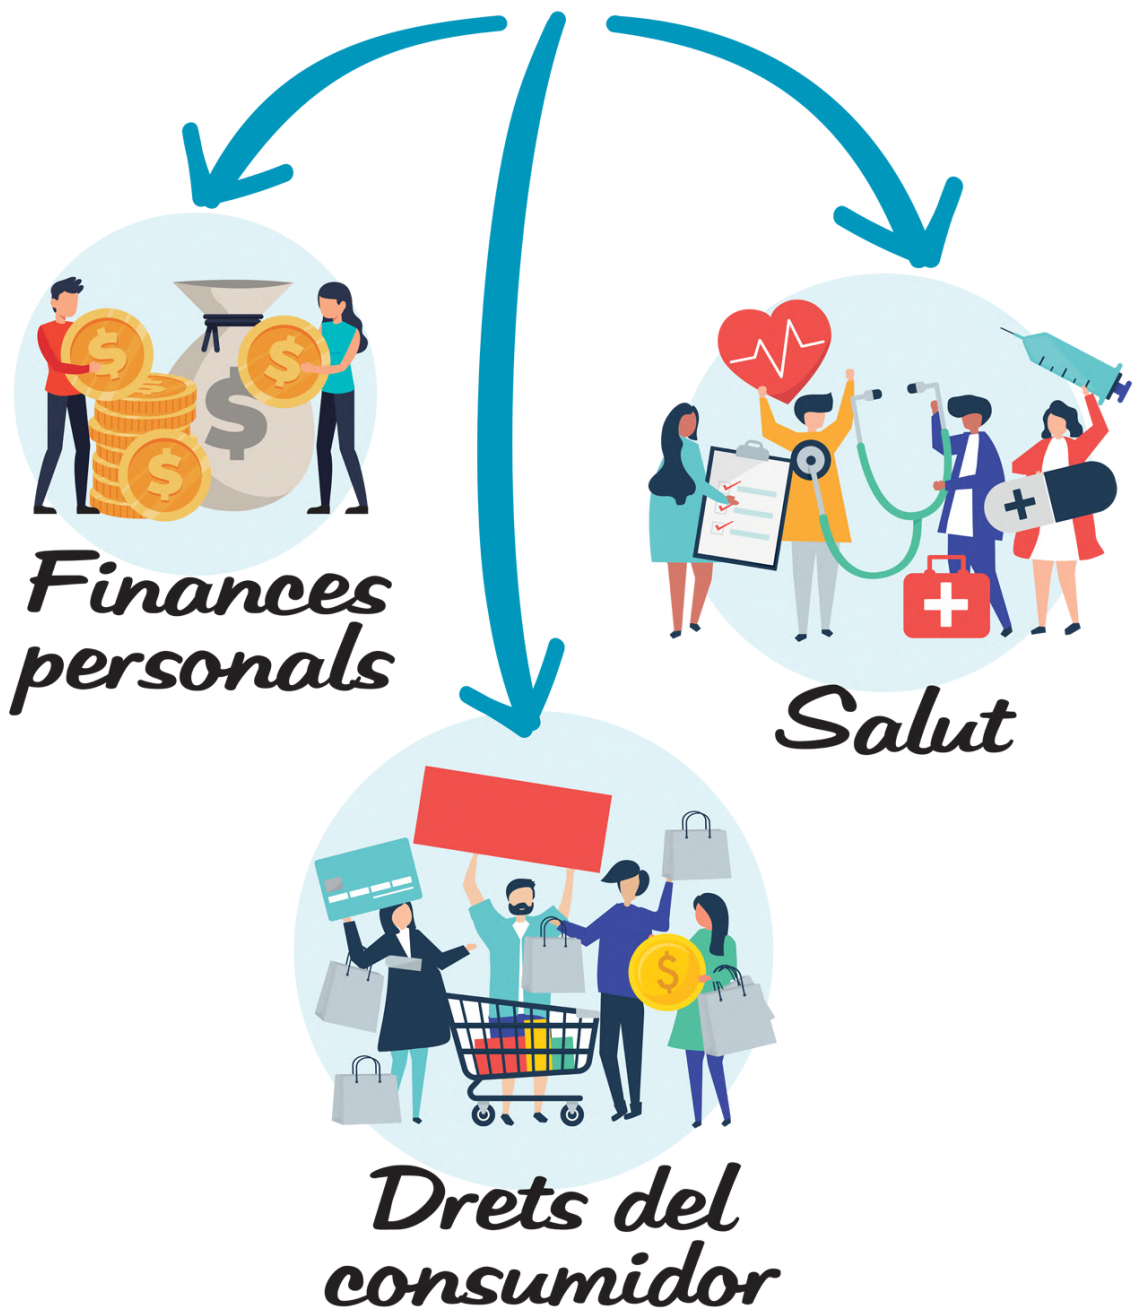 $
$
$
$
Finances
personals
Salut
$
Drets del
consumidor